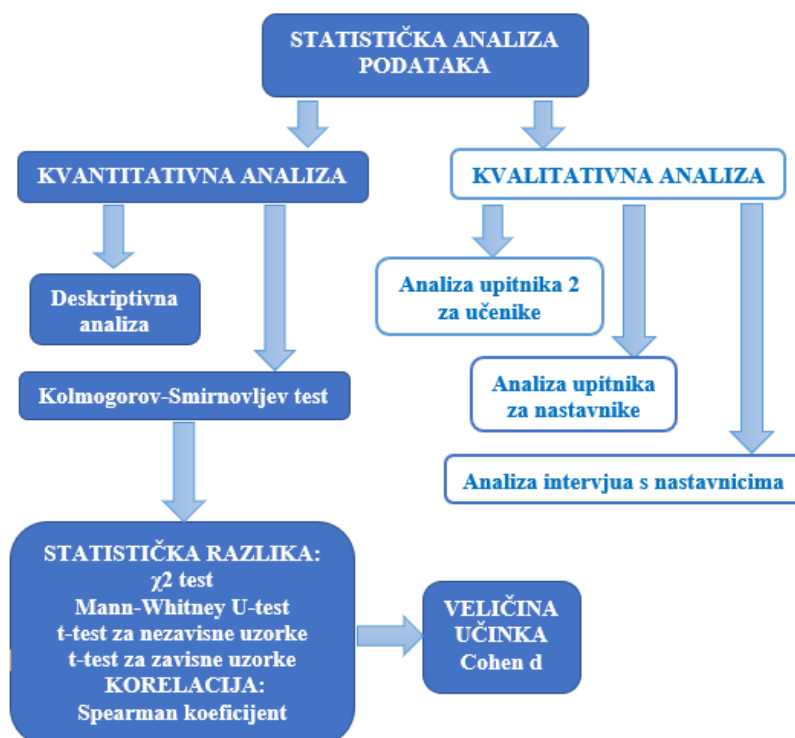 STATISTIČKA ANALIZA
PODATAKA
KVANTITATIVNA ANALIZA
KVALITATIVNA ANALIZA
Deskriptivna
analiza
Analiza upitnika 2
za učenike
Kolmogorov-Smirnovljev test
Analiza upitnika
za nastavnike
Analiza intervjua s nastavnicima
STATISTIČKA RAZLIKA:
χ2 test
Mann-Whitney U-test
t-test za nezavisne uzorke
t-test za zavisne uzorke
KORELACIJA:
Spearman koeficijent
VELIČINA
UČINKA
Cohen d